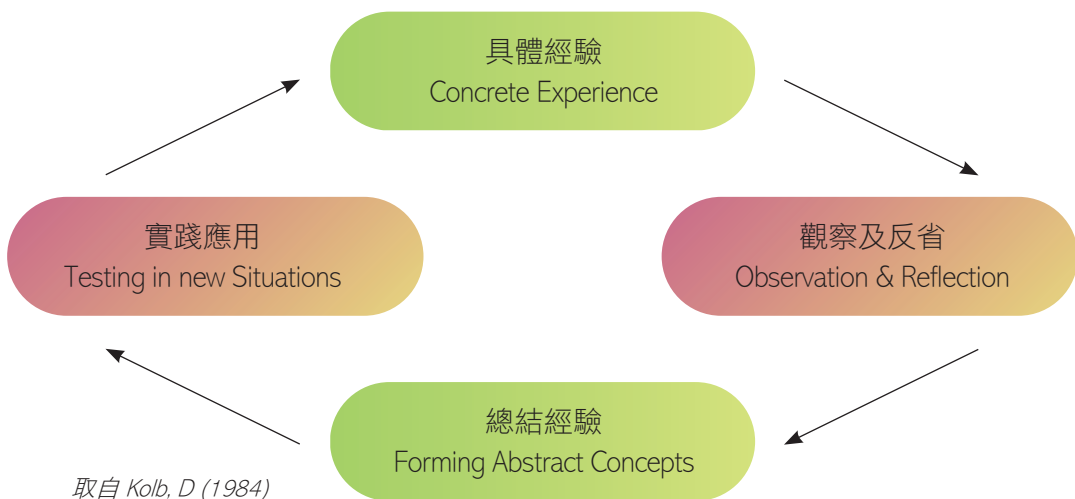 具體經驗
Concrete Experience
實踐應用
Testing in new Situations
觀察及反省
Observation & Reflection
總結經驗
Forming Abstract Concepts
取自 Kolb, D (1984)